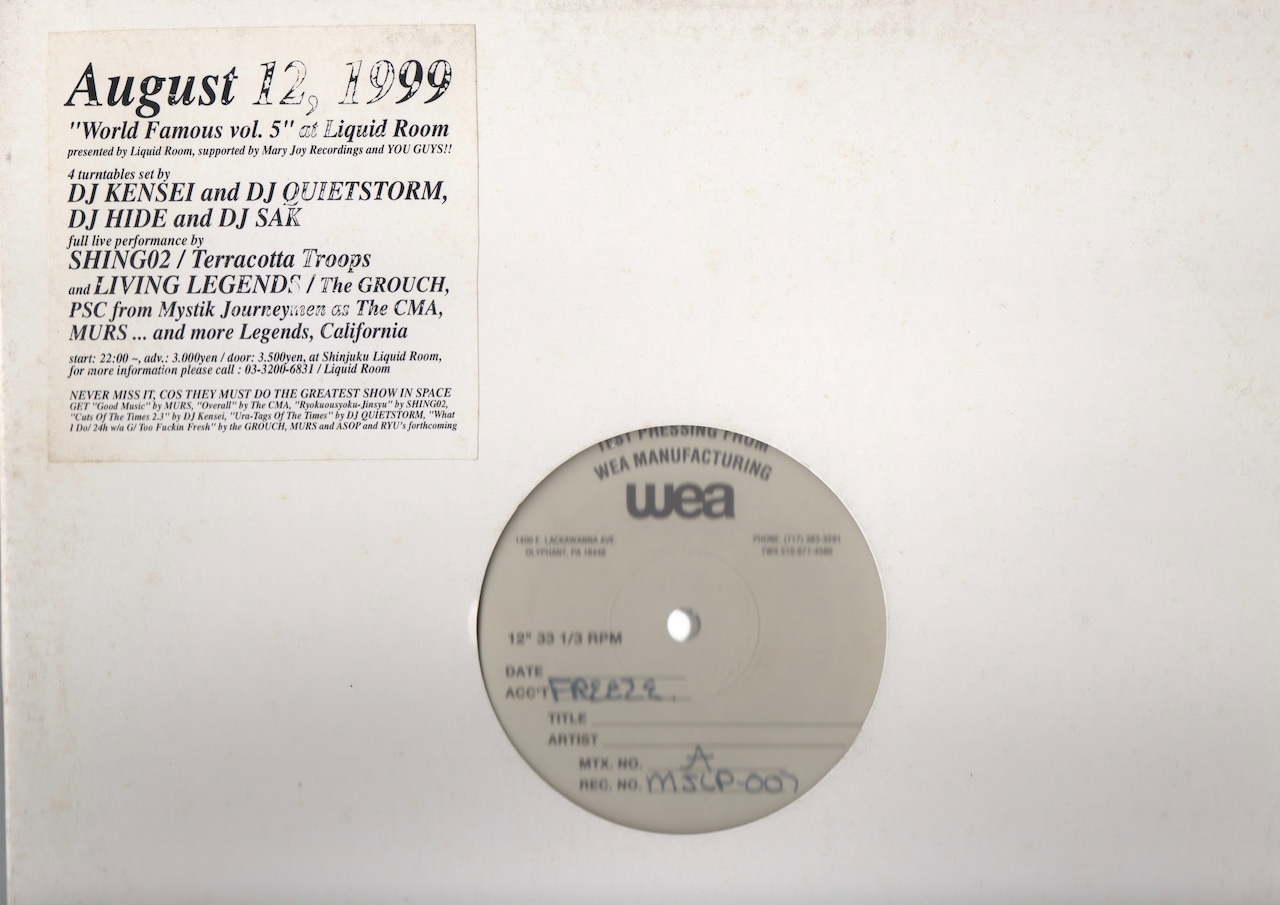 August 12, 1999
"World Famous vol. 5" at Liquid Room
presented by Liquid Room, supported by Mary Joy Recordings and YOU GUYS!!
4 turntables set by
DJ KENSEI and DJ QUIETSTORM,
DJ HIDE and DJ SAK
full live performance by
SHING02 / Terracotta Troops
and LIVING LEGENDS / The GROUCH,
PSC from Mystik Journeymen as The CMA,
MURS ... and more Legends, California
start: 22:00 ~, adv.: 3.000yen / door: 3.500yen, at Shinjuku Liquid Room,
for more information please call : 03-3200-6831 / Liquid Room
NEVER MISS IT, COS THEY MUST DO THE GREATEST SHOW IN SPACE
GET "Good Music" by MURS, "Overall" by The CMA, "Ryokuousyoku-Jinsyu" by SHING02,
"Cuts Of The Times 2.3" by DJ Kensei, "Ura-Tags Of The Times" by DJ QUIETSTORM, "What
I Do/ 24h w/a G/ Too Fuckin Fresh" by the GROUCH, MURS and ASOP and RYU's forthcoming
TEST PRESSING FROM
WEA MANUFACTURING
wea
1400 E. LACKAWANNA AVE.
OLYPHANT, PA 18448
PHONE: (717) 383-3291
TWX 510-671-4580
12" 33 1/3 RPM
DATE
ACC'T FREEZE
TITLE
ARTIST
MTX. NO. A
REC. NO. MJLP-007